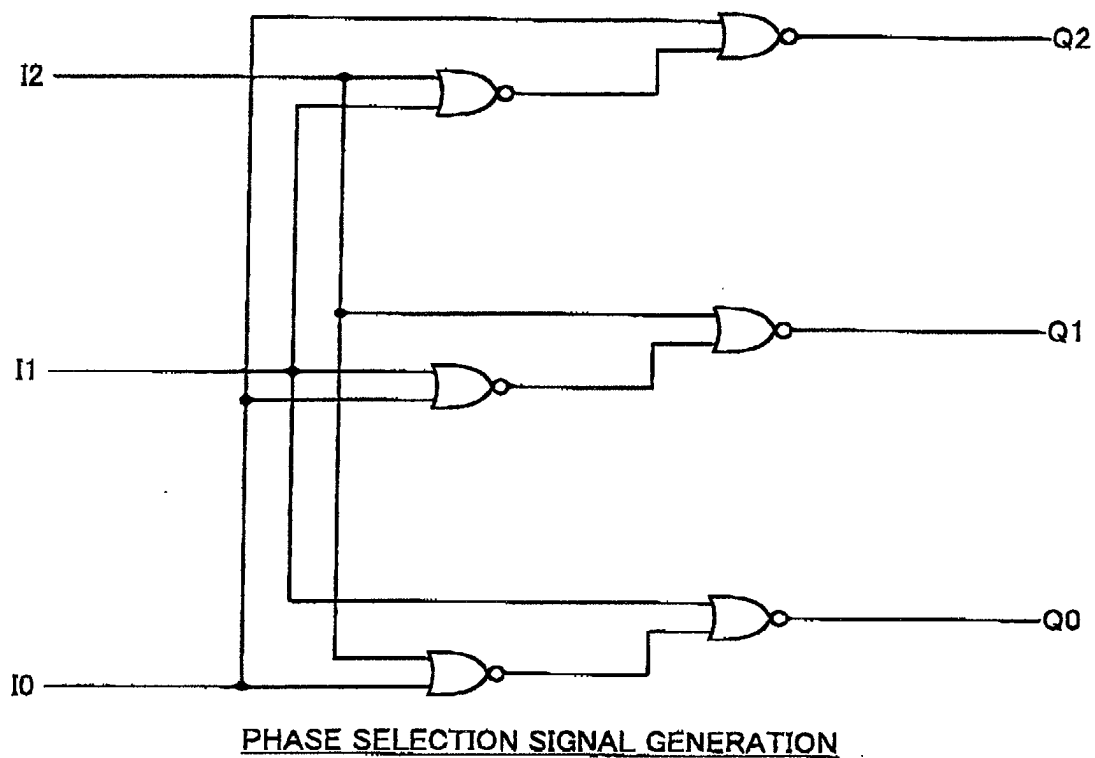 I2
Q2
I1
Q1
I0
Q0
PHASE SELECTION SIGNAL GENERATION